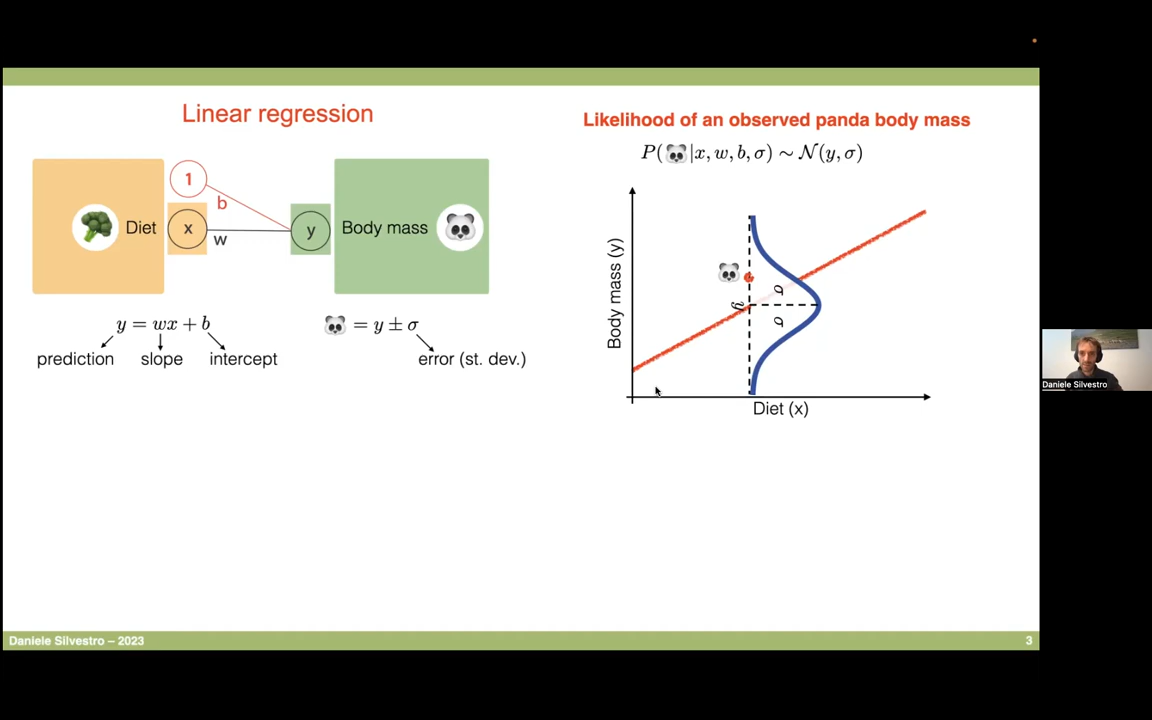 Linear regression
1
b
Diet
x
w
y
Body mass
y = wx + b
prediction
slope
intercept
🐼 = y ± σ
error (st. dev.)
Likelihood of an observed panda body mass
P(🐼|x, w, b, σ) ~ 𝒩(y, σ)
Body mass (y)
σ
y
σ
Diet (x)
Daniele Silvestro
Daniele Silvestro – 2023
3